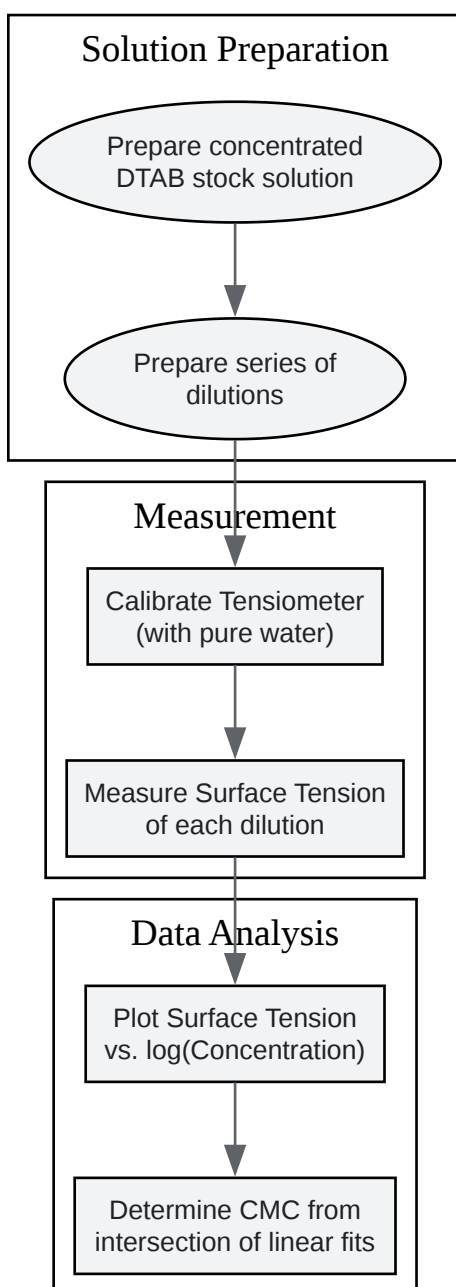 Solution Preparation
Prepare concentrated
DTAB stock solution
Prepare series of
dilutions
Measurement
Calibrate Tensiometer
(with pure water)
Measure Surface Tension
of each dilution
Data Analysis
Plot Surface Tension
vs. log(Concentration)
Determine CMC from
intersection of linear fits